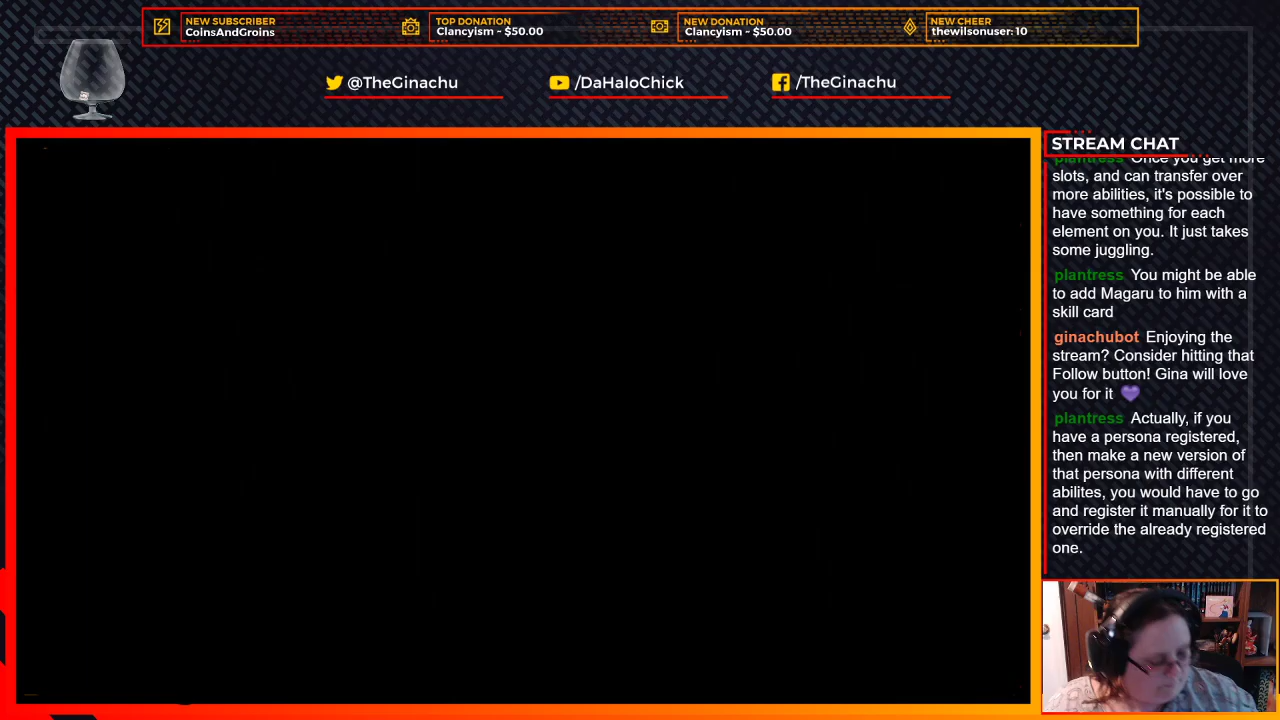 NEW SUBSCRIBER
CoinsAndGroins
TOP DONATION
Clancyism ~ $50.00
NEW DONATION
Clancyism ~ $50.00
NEW CHEER
thewilsonuser: 10
@TheGinachu
/DaHaloChick
/TheGinachu
STREAM CHAT
plantress Once you get more
slots, and can transfer over
more abilities, it's possible to
have something for each
element on you. It just takes
some juggling.
plantress You might be able
to add Magaru to him with a
skill card
ginachubot Enjoying the
stream? Consider hitting that
Follow button! Gina will love
you for it
plantress Actually, if you
have a persona registered,
then make a new version of
that persona with different
abilites, you would have to go
and register it manually for it to
override the already registered
one.